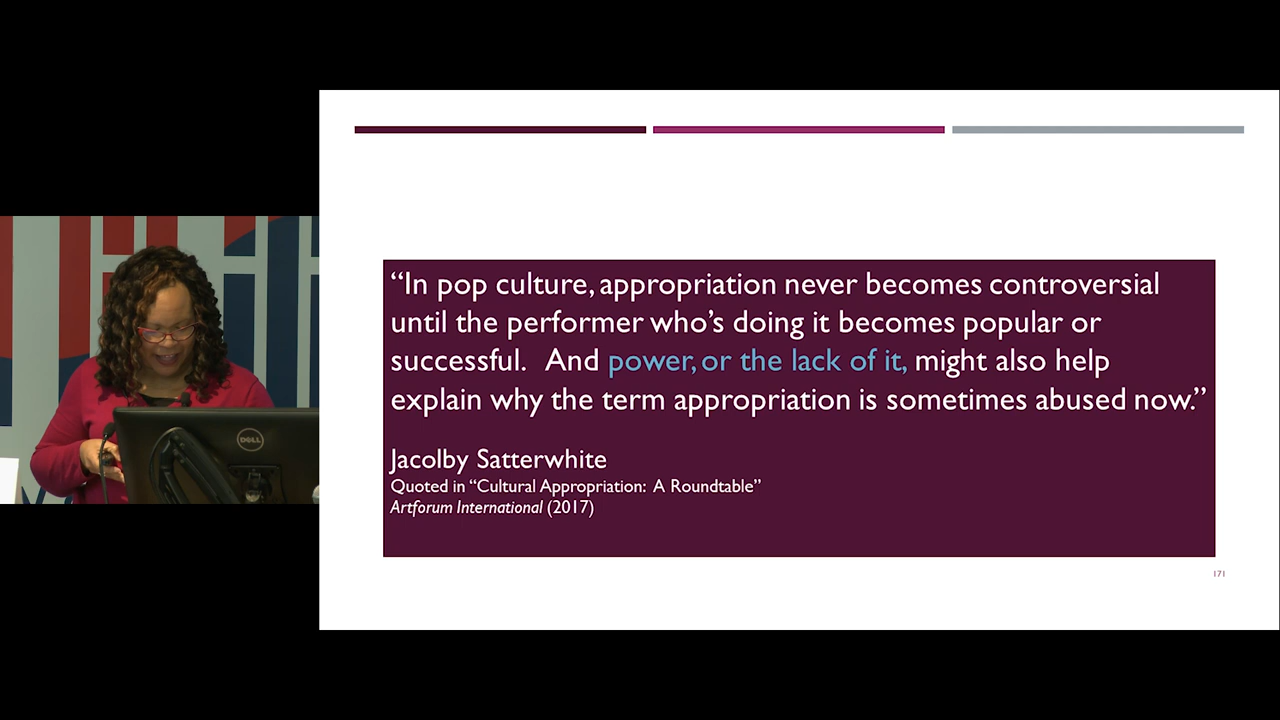 “In pop culture, appropriation never becomes controversial
until the performer who’s doing it becomes popular or
successful. And power, or the lack of it, might also help
explain why the term appropriation is sometimes abused now.”
Jacolby Satterwhite
Quoted in “Cultural Appropriation: A Roundtable”
Artforum International (2017)
171
DELL